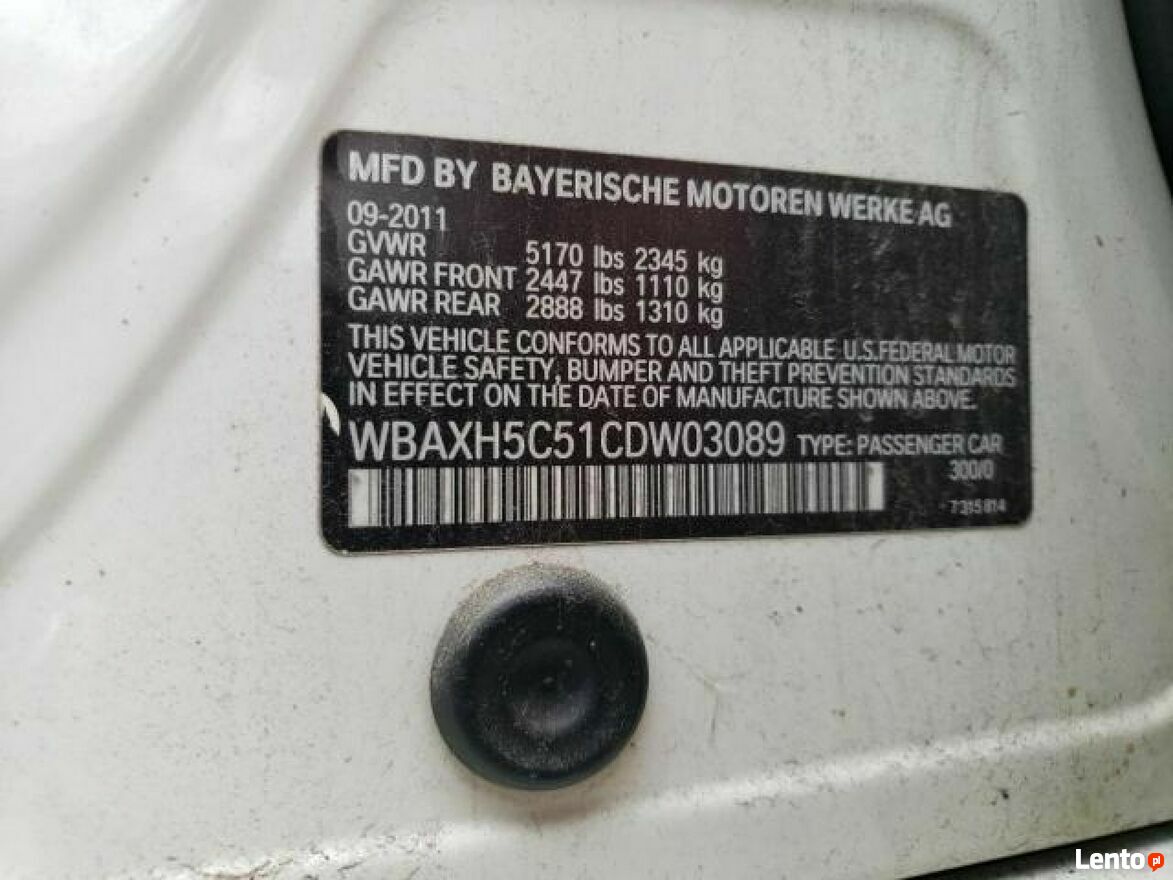 MFD BY BAYERISCHE MOTOREN WERKE AG
09-2011
GVWR 5170 lbs 2345 kg
GAWR FRONT 2447 lbs 1110 kg
GAWR REAR 2888 lbs 1310 kg
THIS VEHICLE CONFORMS TO ALL APPLICABLE U.S.FEDERAL MOTOR
VEHICLE SAFETY, BUMPER AND THEFT PREVENTION STANDARDS
IN EFFECT ON THE DATE OF MANUFACTURE SHOWN ABOVE.
WBAXH5C51CDW03089 TYPE: PASSENGER CAR
300/0
7315814
Lento.pl